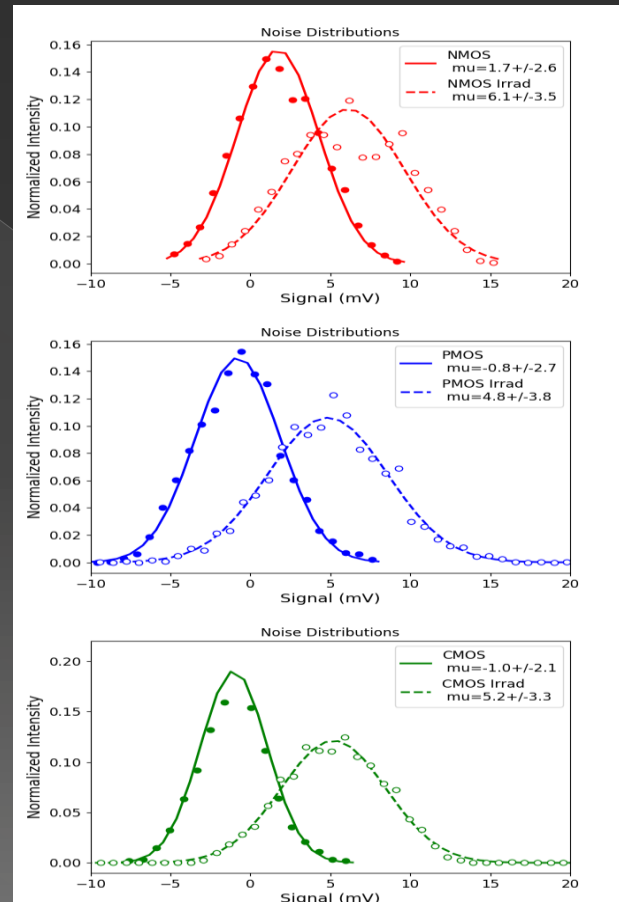 Noise Distributions
0.16
0.14
0.12
0.10
0.08
0.06
0.04
0.02
0.00
Normalized Intensity
NMOS
mu=1.7+/-2.6
NMOS Irrad
mu=6.1+/-3.5
-10
-5
0
5
10
15
20
Signal (mV)
Noise Distributions
0.16
0.14
0.12
0.10
0.08
0.06
0.04
0.02
0.00
Normalized Intensity
PMOS
mu=-0.8+/-2.7
PMOS Irrad
mu=4.8+/-3.8
-10
-5
0
5
10
15
20
Signal (mV)
Noise Distributions
0.20
0.15
0.10
0.05
0.00
Normalized Intensity
CMOS
mu=-1.0+/-2.1
CMOS Irrad
mu=5.2+/-3.3
-10
-5
0
5
10
15
20
Signal (mV)